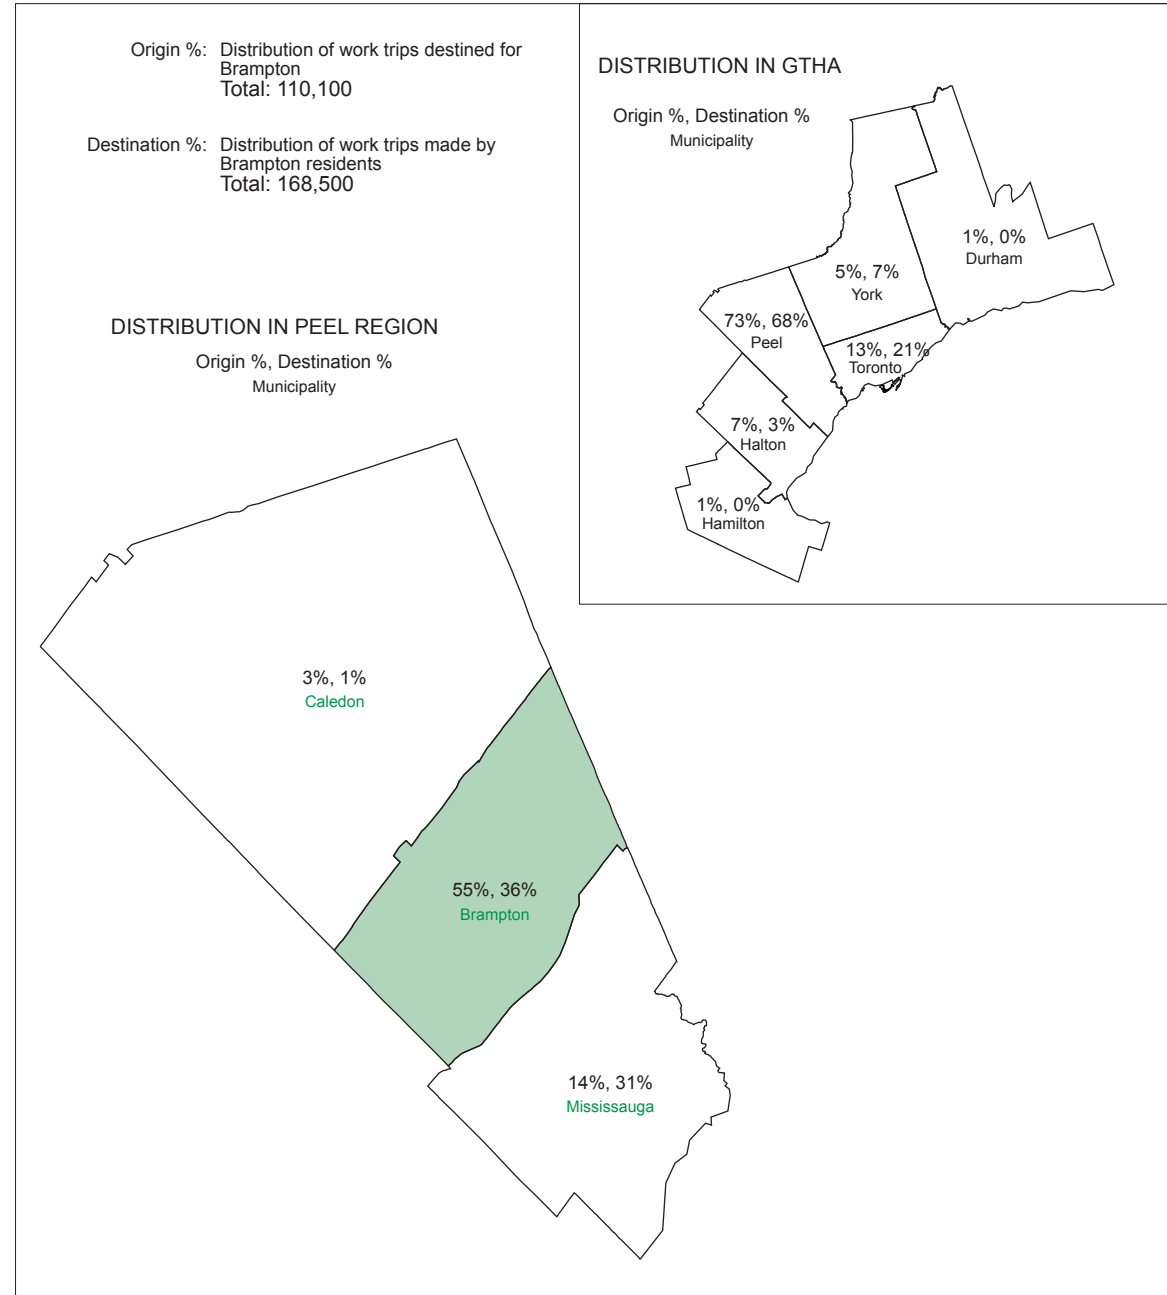 Origin %: Distribution of work trips destined for
Brampton
Total: 110,100
Destination %: Distribution of work trips made by
Brampton residents
Total: 168,500
DISTRIBUTION IN GTHA
Origin %, Destination %
Municipality
1%, 0%
Durham
5%, 7%
York
73%, 68%
Peel
13%, 21%
Toronto
7%, 3%
Halton
1%, 0%
Hamilton
DISTRIBUTION IN PEEL REGION
Origin %, Destination %
Municipality
3%, 1%
Caledon
55%, 36%
Brampton
14%, 31%
Mississauga